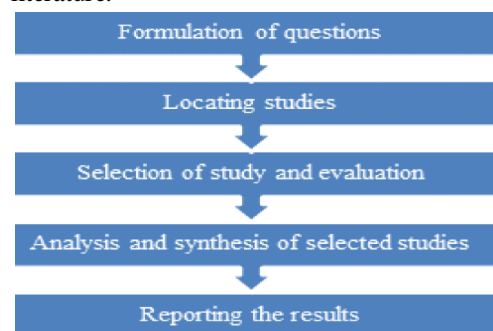 literature.
Formulation of questions
Locating studies
Selection of study and evaluation
Analysis and synthesis of selected studies
Reporting the results